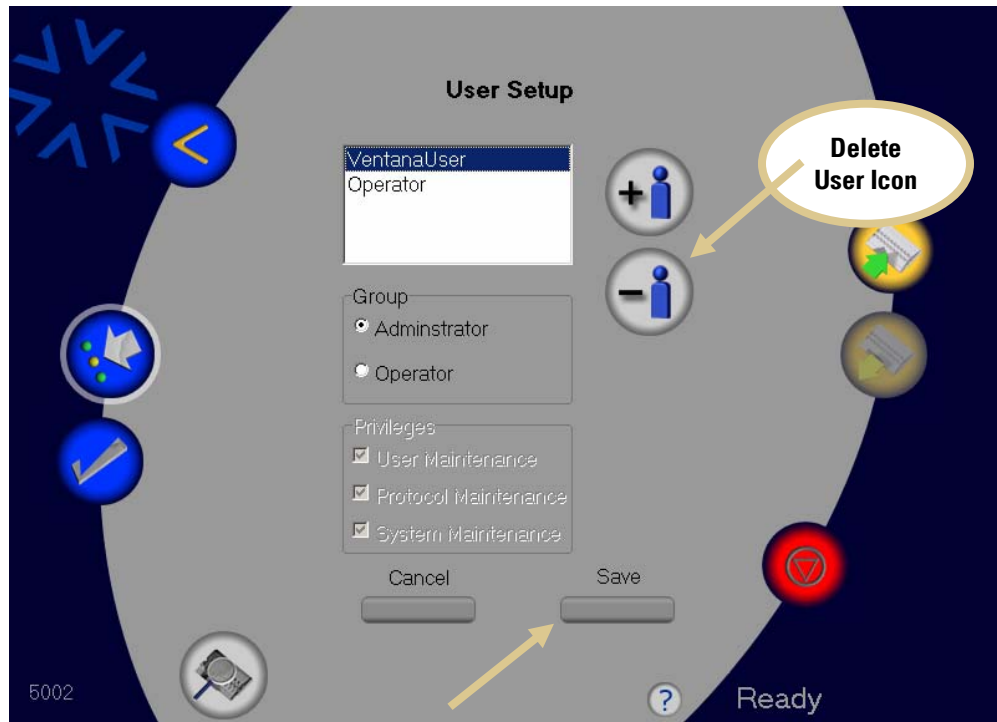 User Setup
VentanaUser
Operator
Delete
User Icon
Group
Adminstrator
Operator
Privileges
User Maintenance
Protocol Maintenance
System Maintenance
Cancel
Save
5002
?
Ready